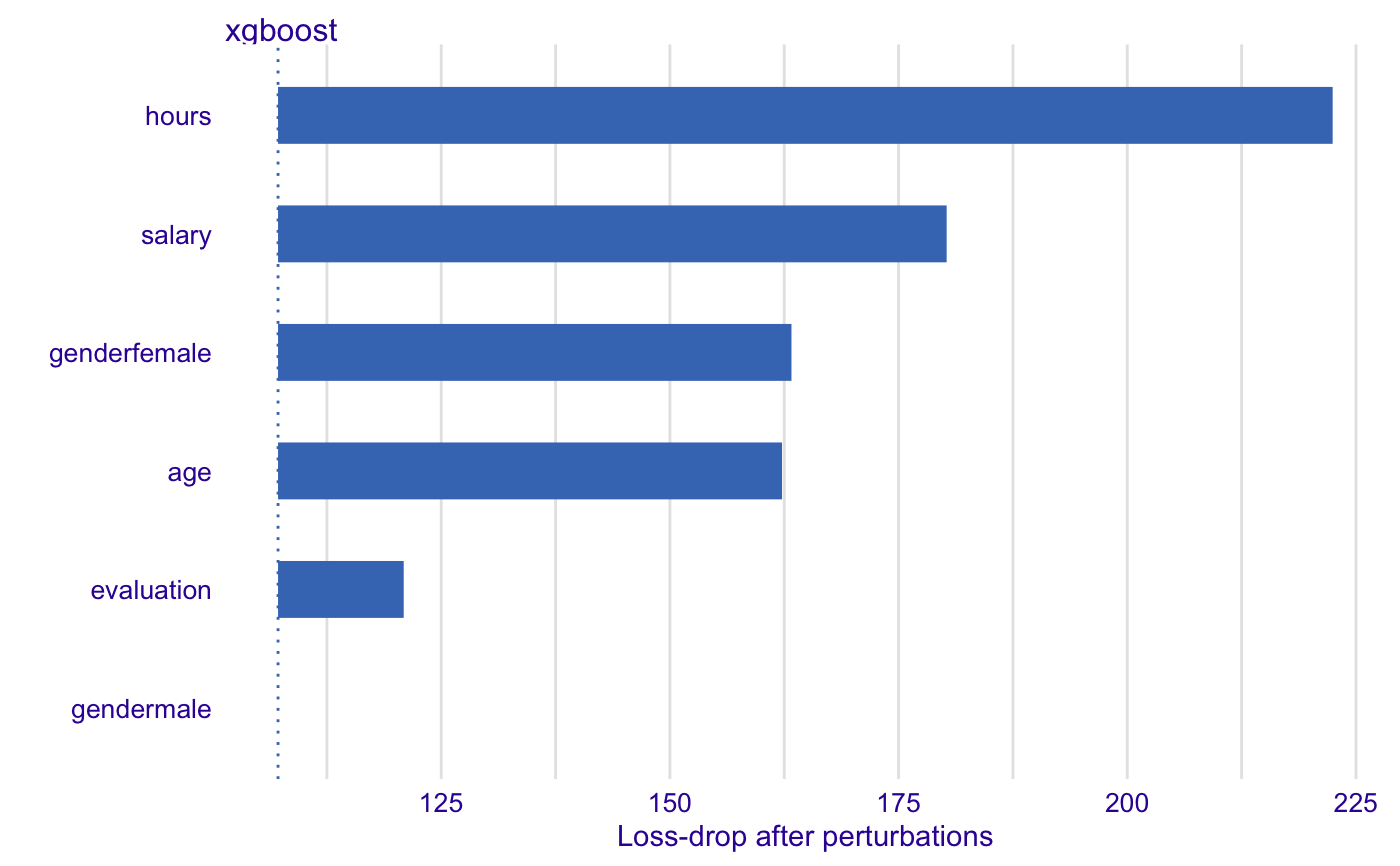 xgboost
hours
salary
genderfemale
age
evaluation
gendermale
125 150 175 200 225
Loss-drop after perturbations